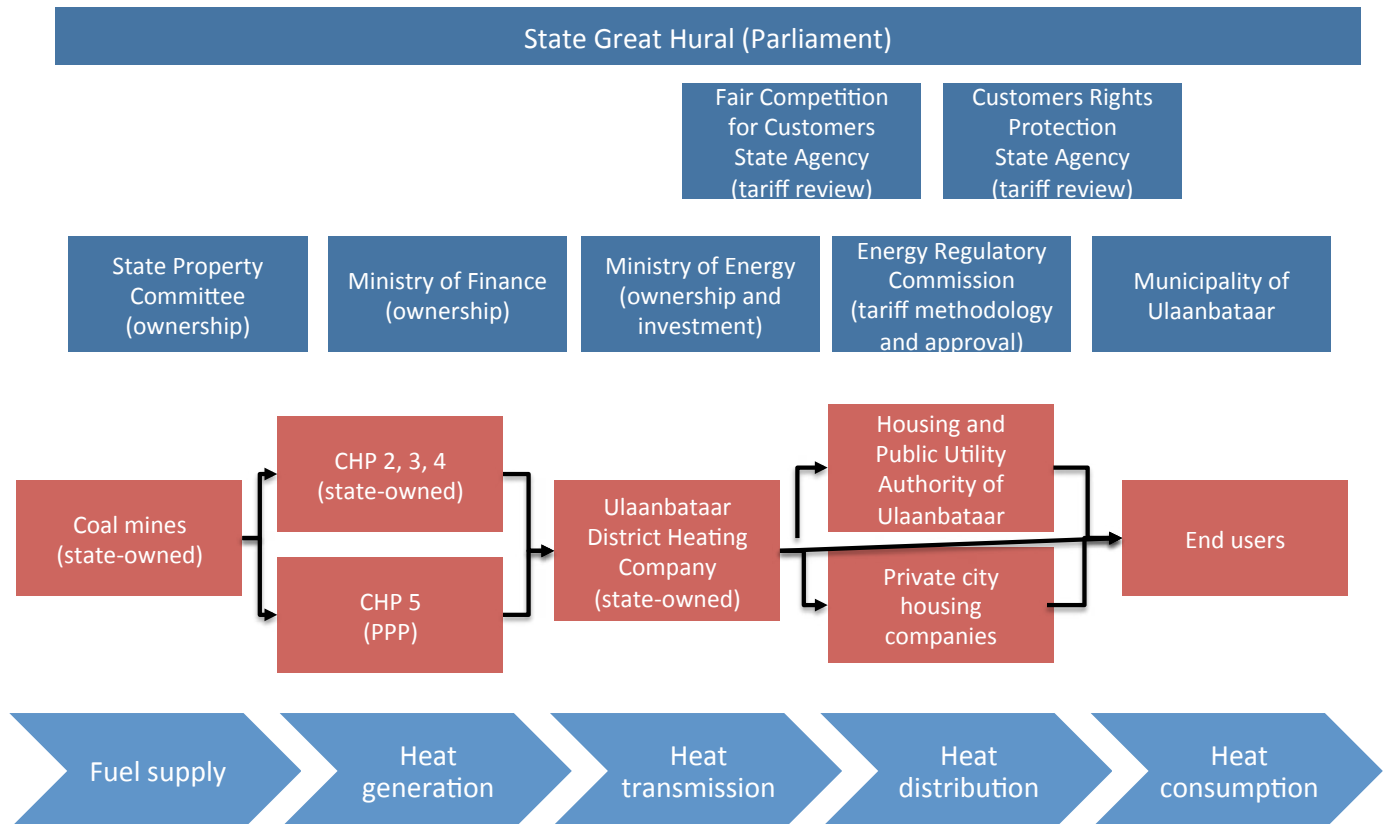 State Great Hural (Parliament)
Fair Competition
for Customers
State Agency
(tariff review)
Customers Rights
Protection
State Agency
(tariff review)
State Property
Committee
(ownership)
Ministry of Finance
(ownership)
Ministry of Energy
(ownership and
investment)
Energy Regulatory
Commission
(tariff methodology
and approval)
Municipality of
Ulaanbataar
Coal mines
(state-owned)
CHP 2, 3, 4
(state-owned)
CHP 5
(PPP)
Ulaanbataar
District Heating
Company
(state-owned)
Housing and
Public Utility
Authority of
Ulaanbataar
Private city
housing
companies
End users
Fuel supply
Heat
generation
Heat
transmission
Heat
distribution
Heat
consumption